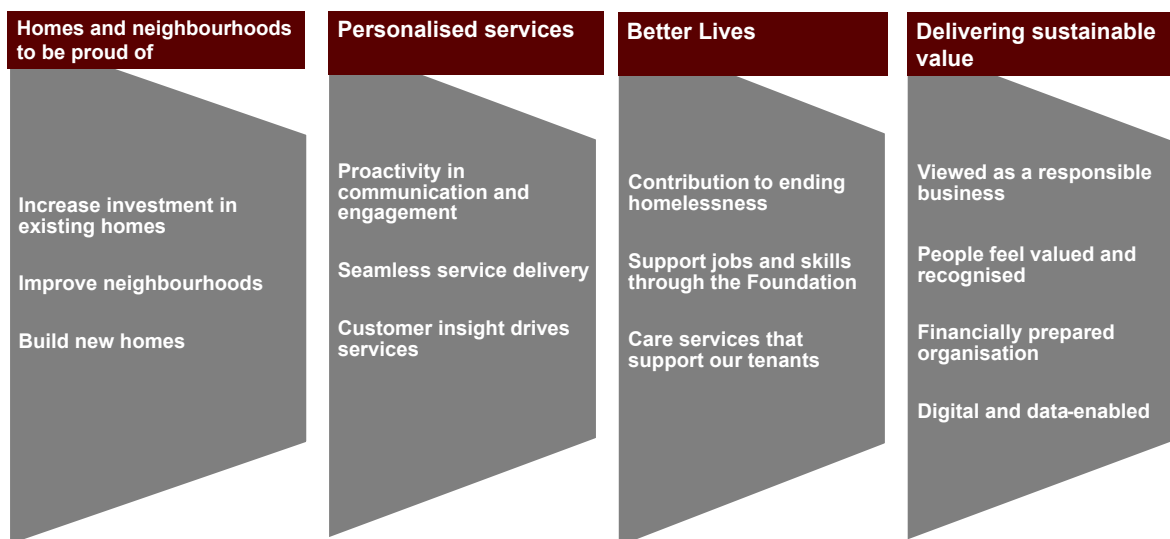 Homes and neighbourhoods
to be proud of
Increase investment in
existing homes
Improve neighbourhoods
Build new homes
Personalised services
Proactivity in
communication and
engagement
Seamless service delivery
Customer insight drives
services
Better Lives
Contribution to ending
homelessness
Support jobs and skills
through the Foundation
Care services that
support our tenants
Delivering sustainable
value
Viewed as a responsible
business
People feel valued and
recognised
Financially prepared
organisation
Digital and data-enabled